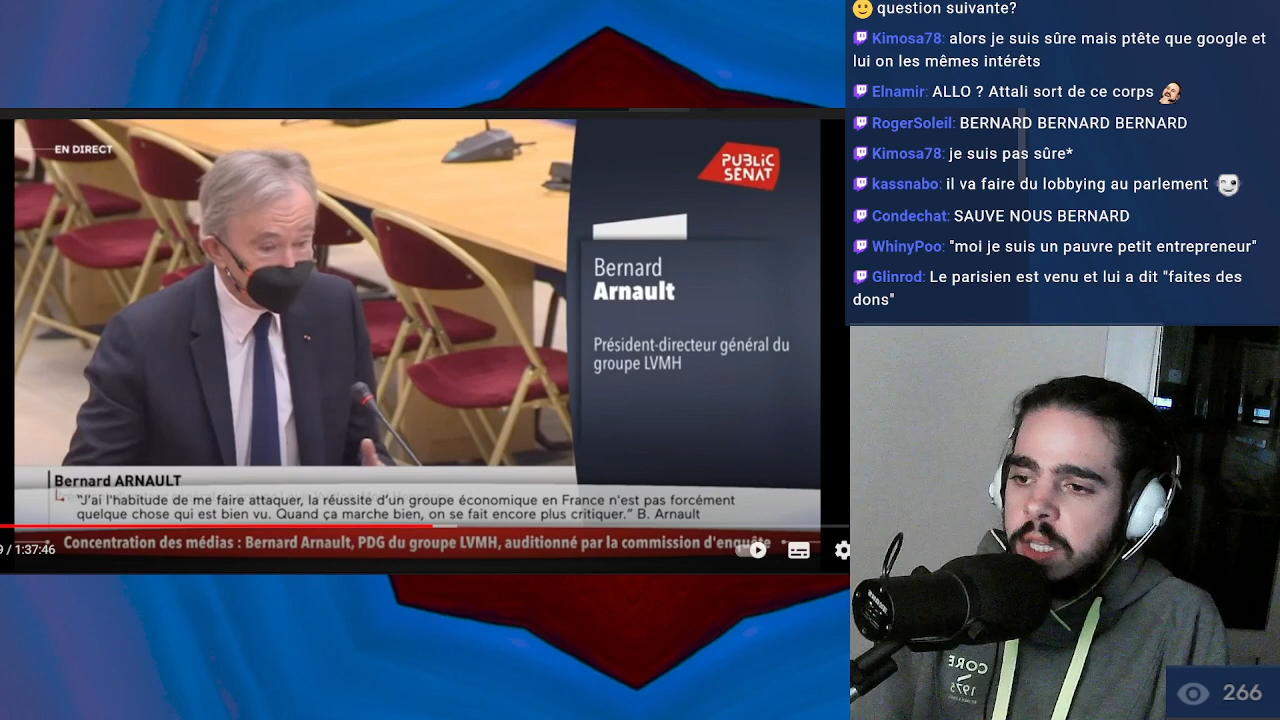 EN DIRECT
PUBLIC
SÉNAT
Bernard
Arnault
Président-directeur général du
groupe LVMH
Bernard ARNAULT
"J'ai l'habitude de me faire attaquer, la réussite d'un groupe économique en France n'est pas forcément
quelque chose qui est bien vu. Quand ça marche bien, on se fait encore plus critiquer." B. Arnault
Concentration des médias : Bernard Arnault, PDG du groupe LVMH, auditionné par la commission d'enquête
9 / 1:37:46
question suivante?
Kimosa78: alors je suis sûre mais ptête que google et
lui on les mêmes intérêts
Elnamir: ALLO ? Attali sort de ce corps
RogerSoleil: BERNARD BERNARD BERNARD
Kimosa78: je suis pas sûre*
kassnabo: il va faire du lobbying au parlement
Condechat: SAUVE NOUS BERNARD
WhinyPoo: "moi je suis un pauvre petit entrepreneur"
Glinrod: Le parisien est venu et lui a dit "faites des
dons"
CORE
1975
266